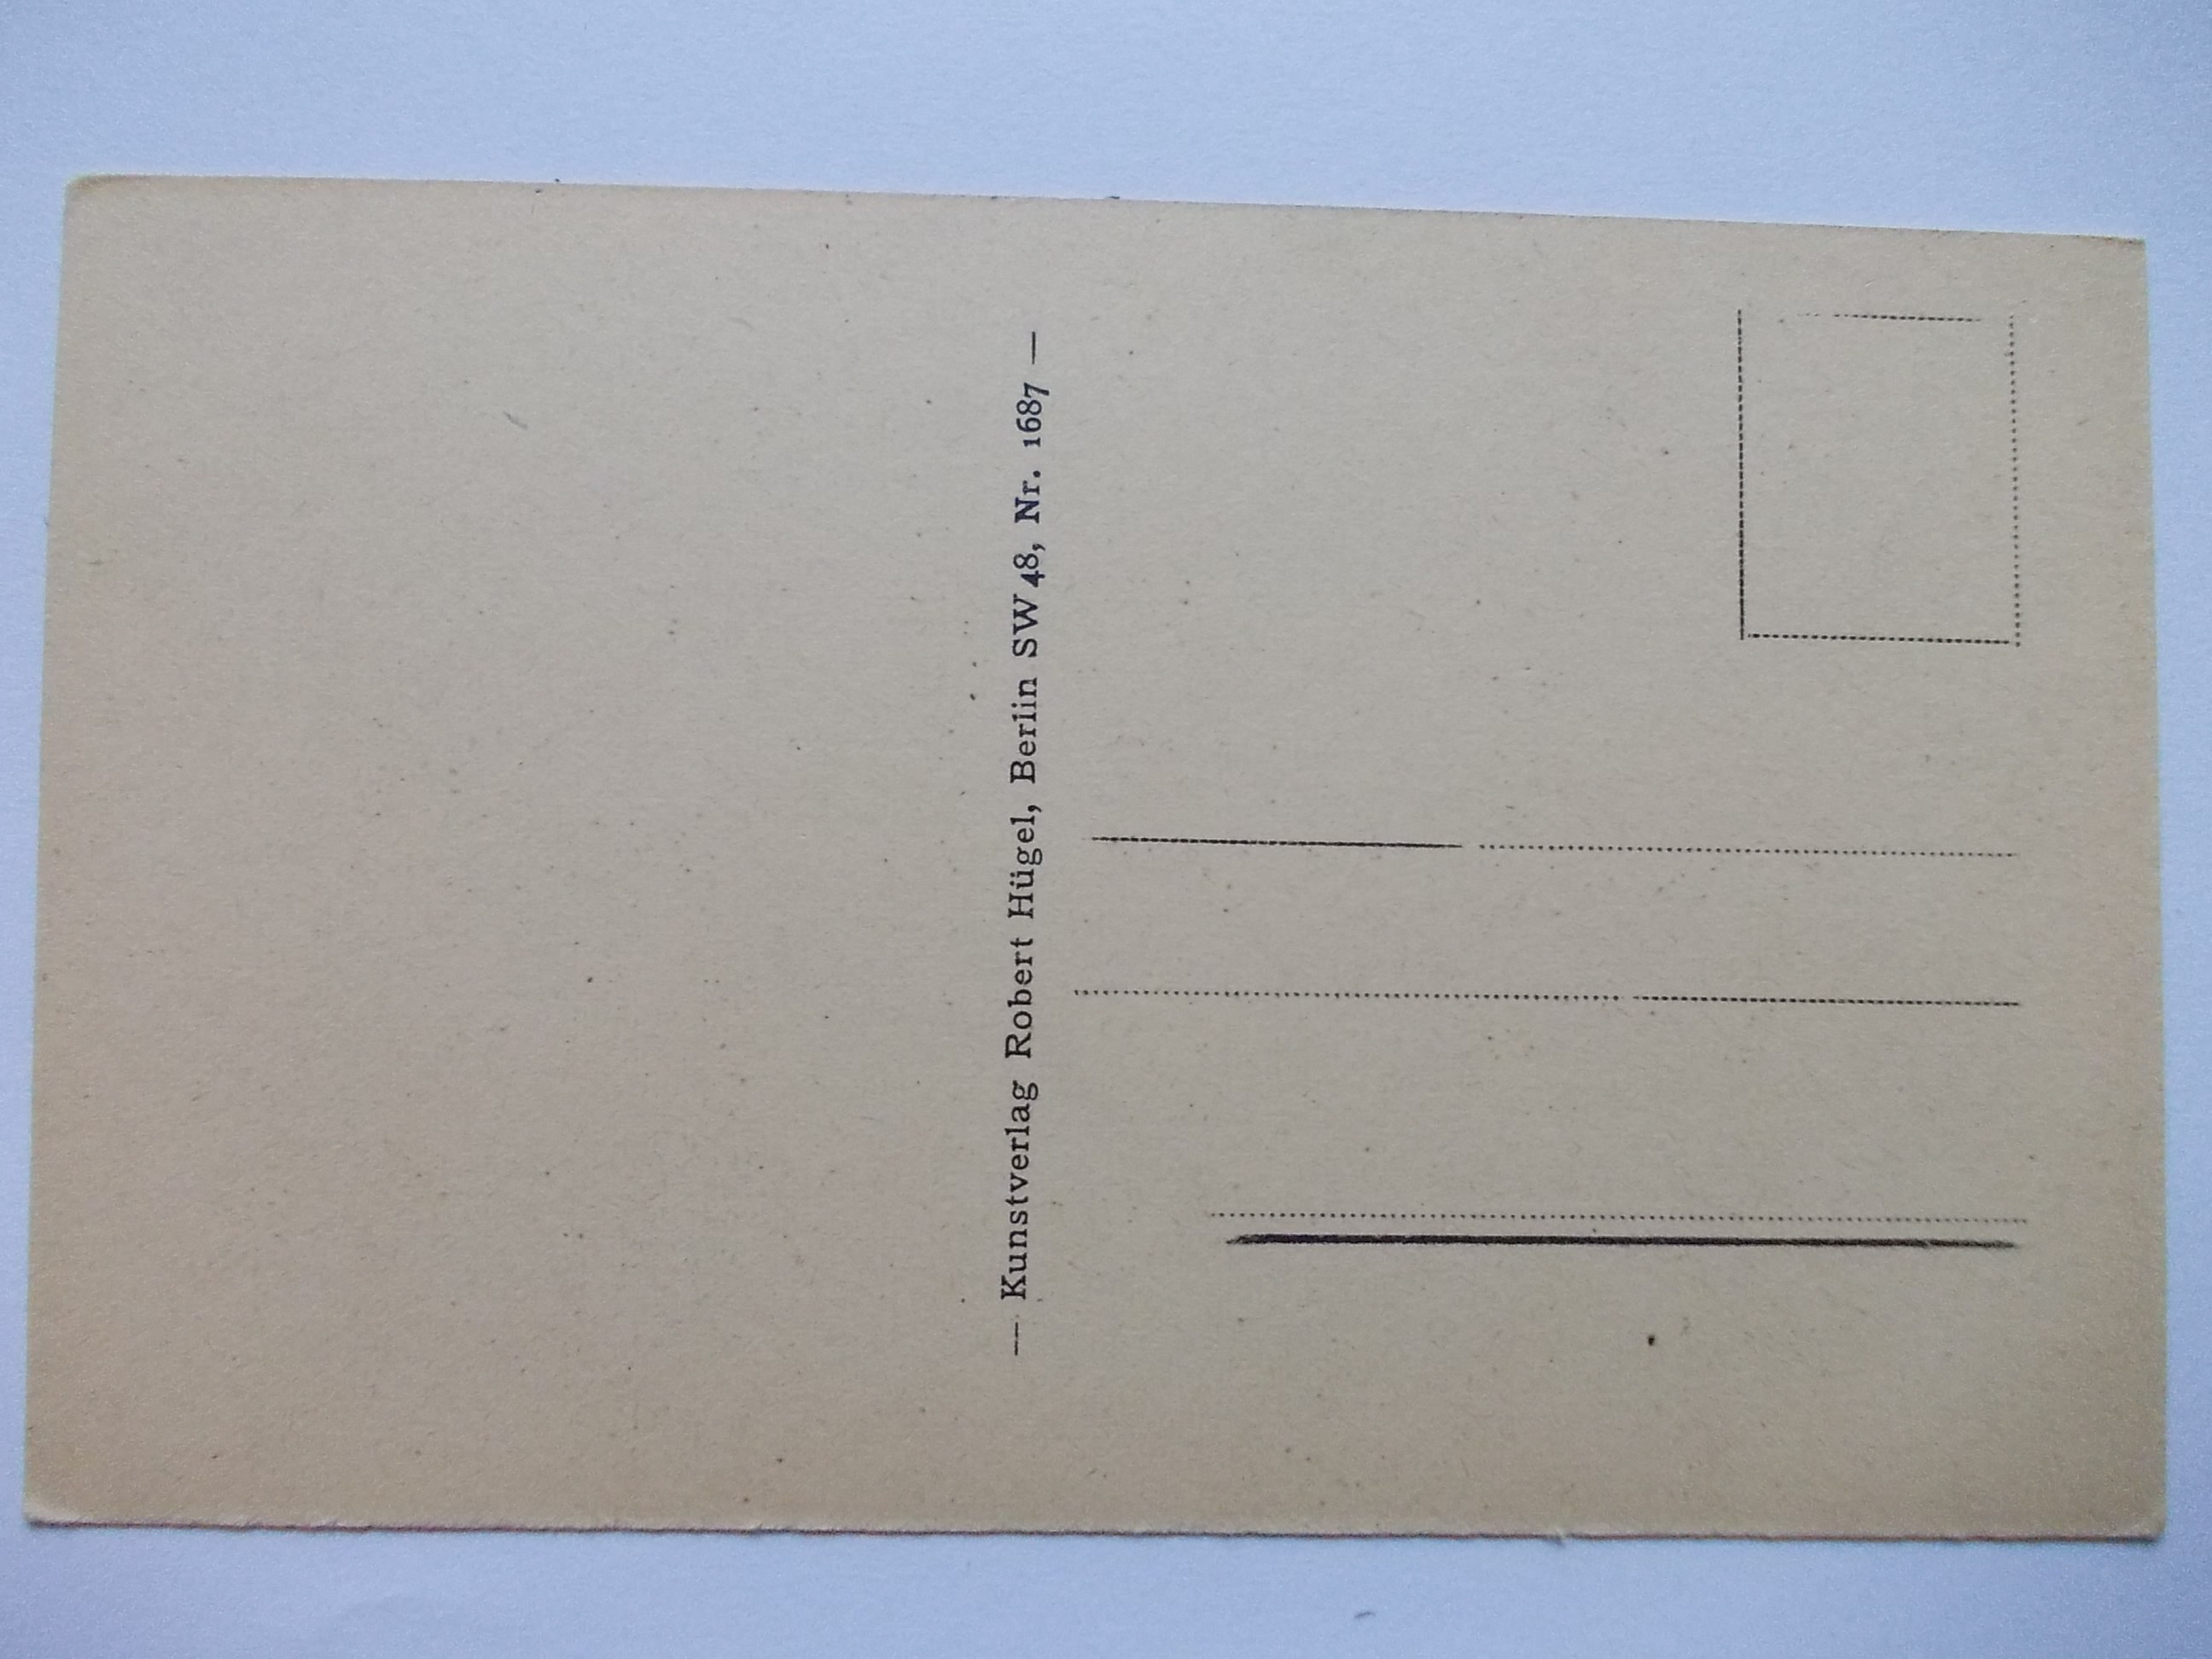 — Kunstverlag Robert Hügel, Berlin SW 48, Nr. 1687 —